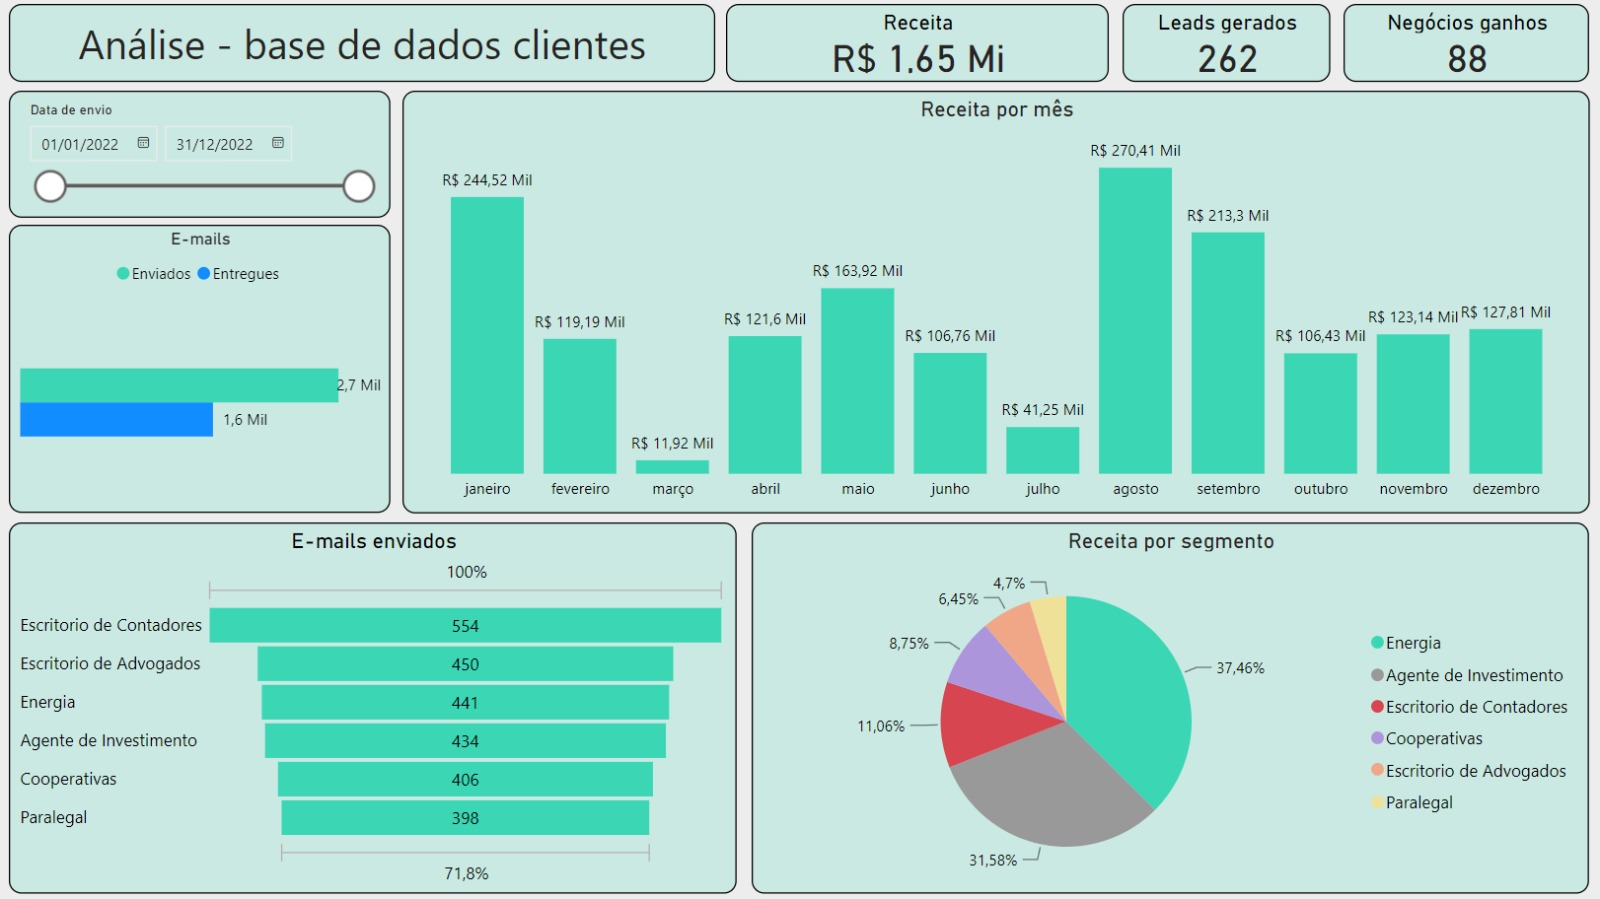 Análise - base de dados clientes
Receita
R$ 1,65 Mi
Leads gerados
262
Negócios ganhos
88
Data de envio
01/01/2022
31/12/2022
E-mails
Enviados
Entregues
2,7 Mil
1,6 Mil
Receita por mês
R$ 244,52 Mil
R$ 119,19 Mil
R$ 11,92 Mil
R$ 121,6 Mil
R$ 163,92 Mil
R$ 106,76 Mil
R$ 41,25 Mil
R$ 270,41 Mil
R$ 213,3 Mil
R$ 106,43 Mil
R$ 123,14 Mil
R$ 127,81 Mil
janeiro
fevereiro
março
abril
maio
junho
julho
agosto
setembro
outubro
novembro
dezembro
E-mails enviados
100%
Escritorio de Contadores 554
Escritorio de Advogados 450
Energia 441
Agente de Investimento 434
Cooperativas 406
Paralegal 398
71,8%
Receita por segmento
4,7%
6,45%
8,75%
11,06%
31,58%
37,46%
Energia
Agente de Investimento
Escritorio de Contadores
Cooperativas
Escritorio de Advogados
Paralegal